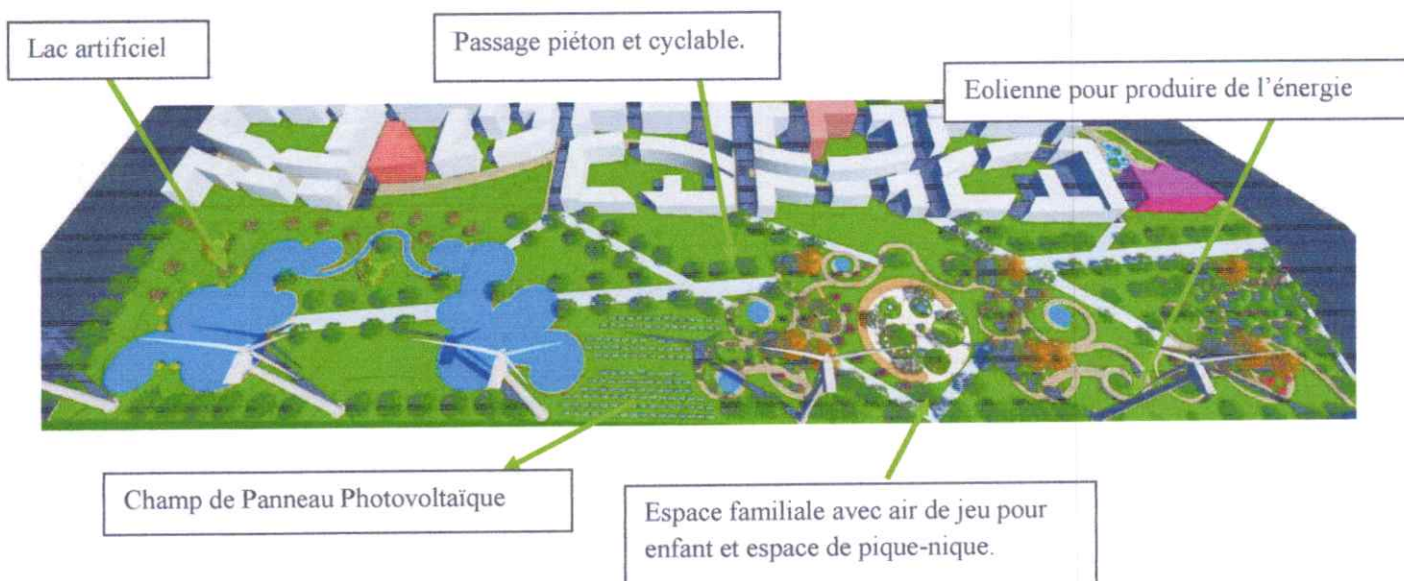 Lac artificiel
Passage piéton et cyclable.
Eolienne pour produire de l'énergie
Champ de Panneau Photovoltaïque
Espace familiale avec air de jeu pour
enfant et espace de pique-nique.